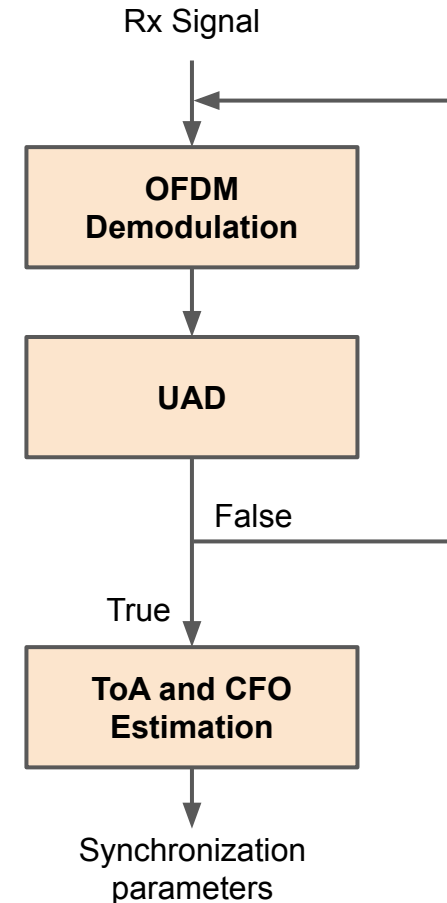 Rx Signal
OFDM
Demodulation
UAD
False
True
ToA and CFO
Estimation
Synchronization
parameters